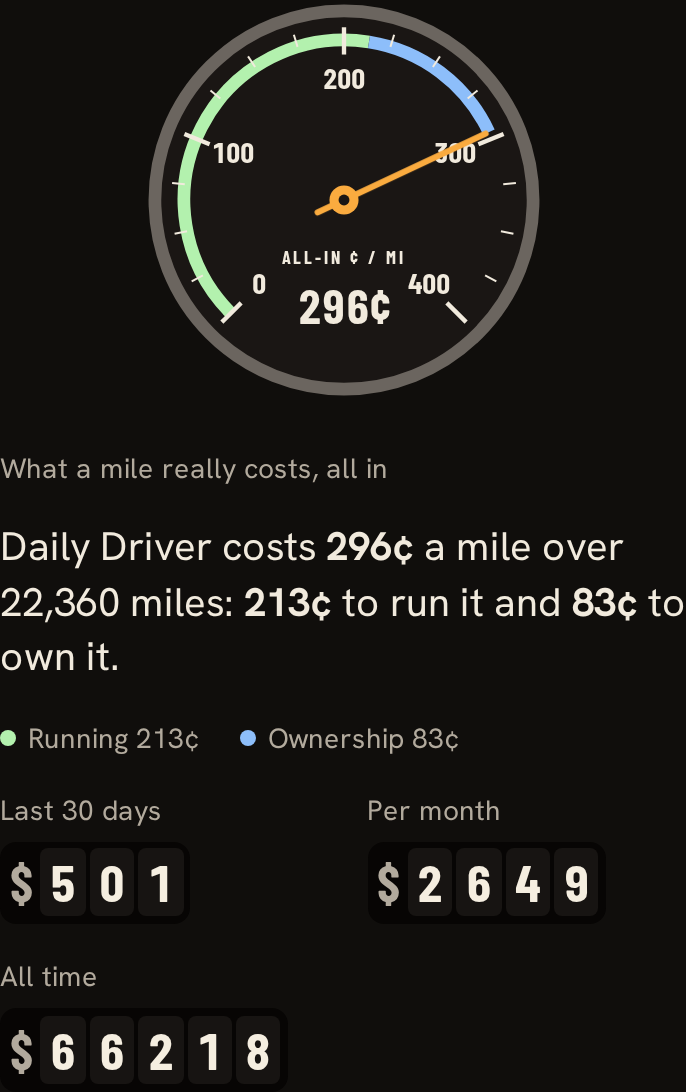 200
100
300
ALL-IN ¢ / MI
0
400
296¢
What a mile really costs, all in
Daily Driver costs 296¢ a mile over
22,360 miles: 213¢ to run it and 83¢ to
own it.
Running 213¢
Ownership 83¢
Last 30 days
Per month
$501
$2649
All time
$66218